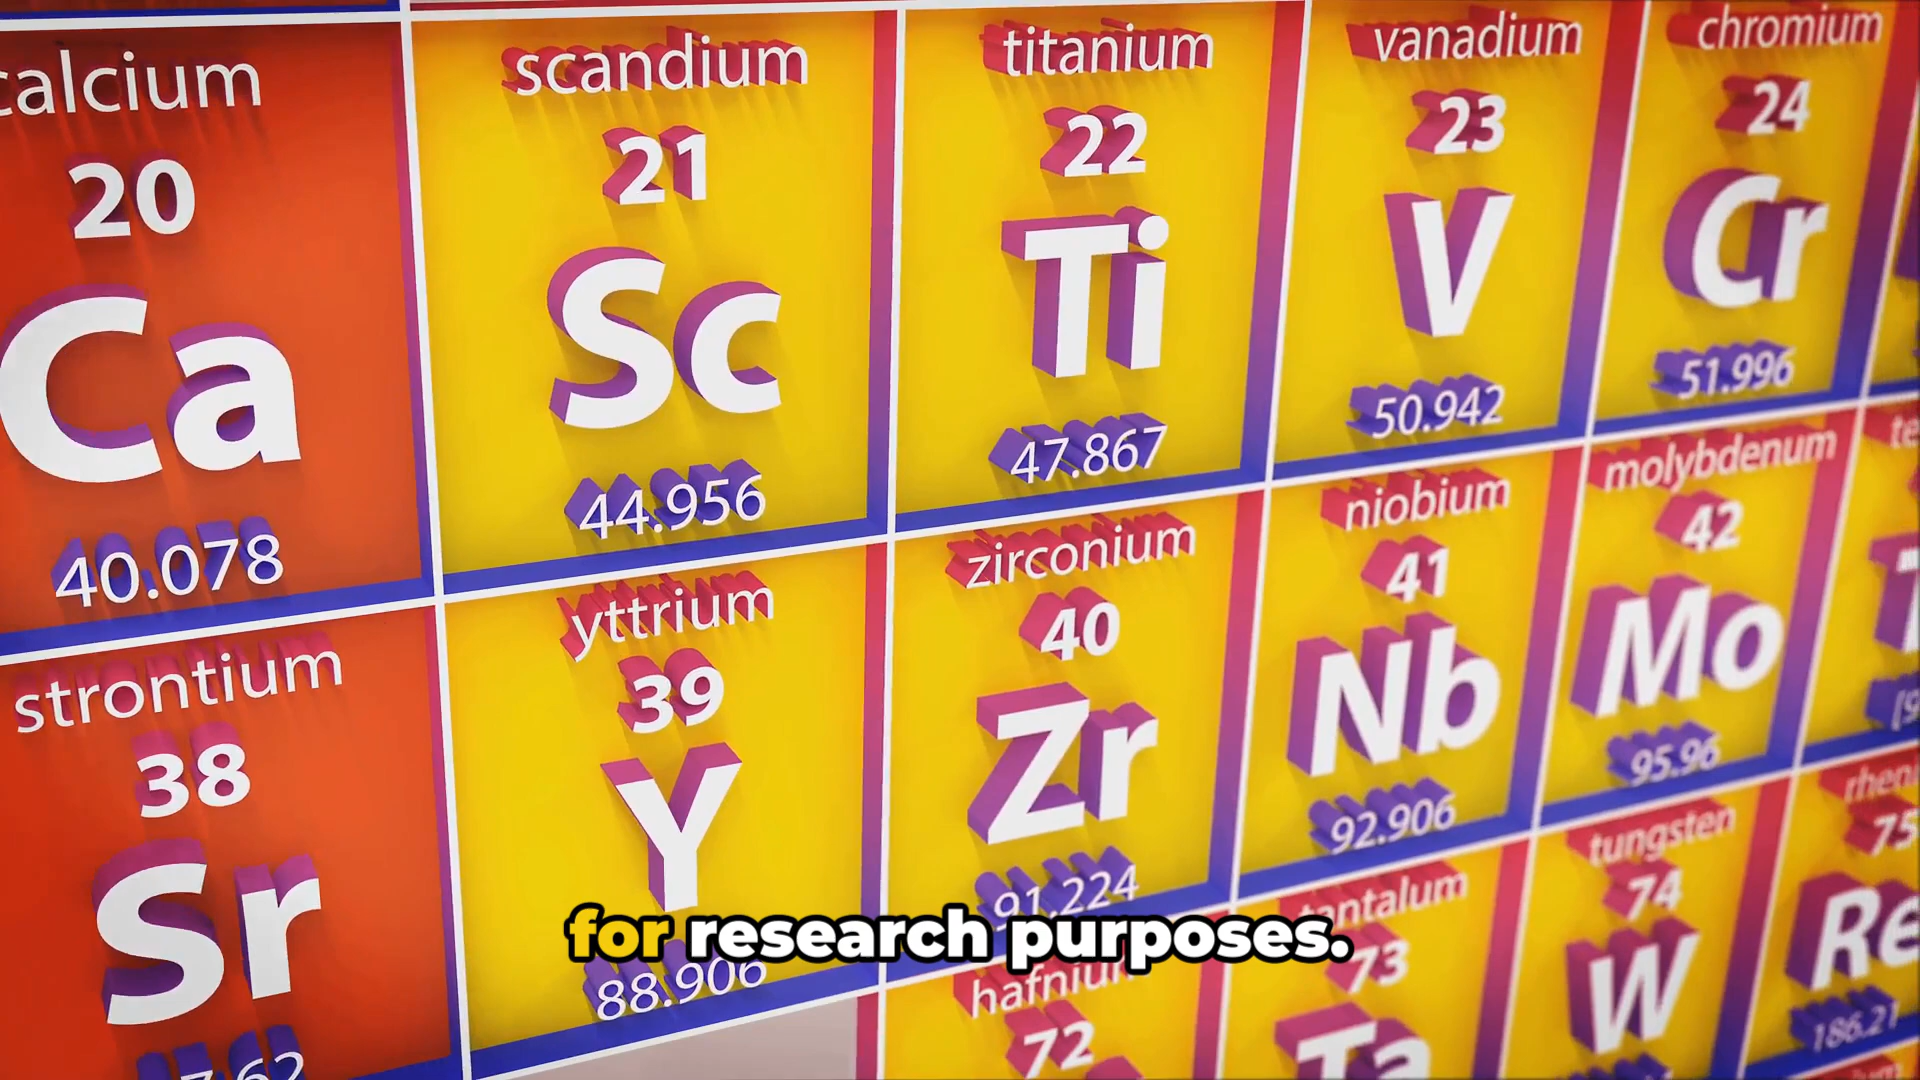 calcium
20
Ca
40.078
scandium
21
Sc
44.956
titanium
22
Ti
47.867
vanadium
23
V
50.942
chromium
24
Cr
51.996
strontium
38
Sr
yttrium
39
Y
88.906
zirconium
40
Zr
91.224
niobium
41
Nb
92.906
molybdenum
42
Mo
95.96
hafnium
72
tantalum
73
Ta
tungsten
74
W
75
Re
186.21
for research purposes.